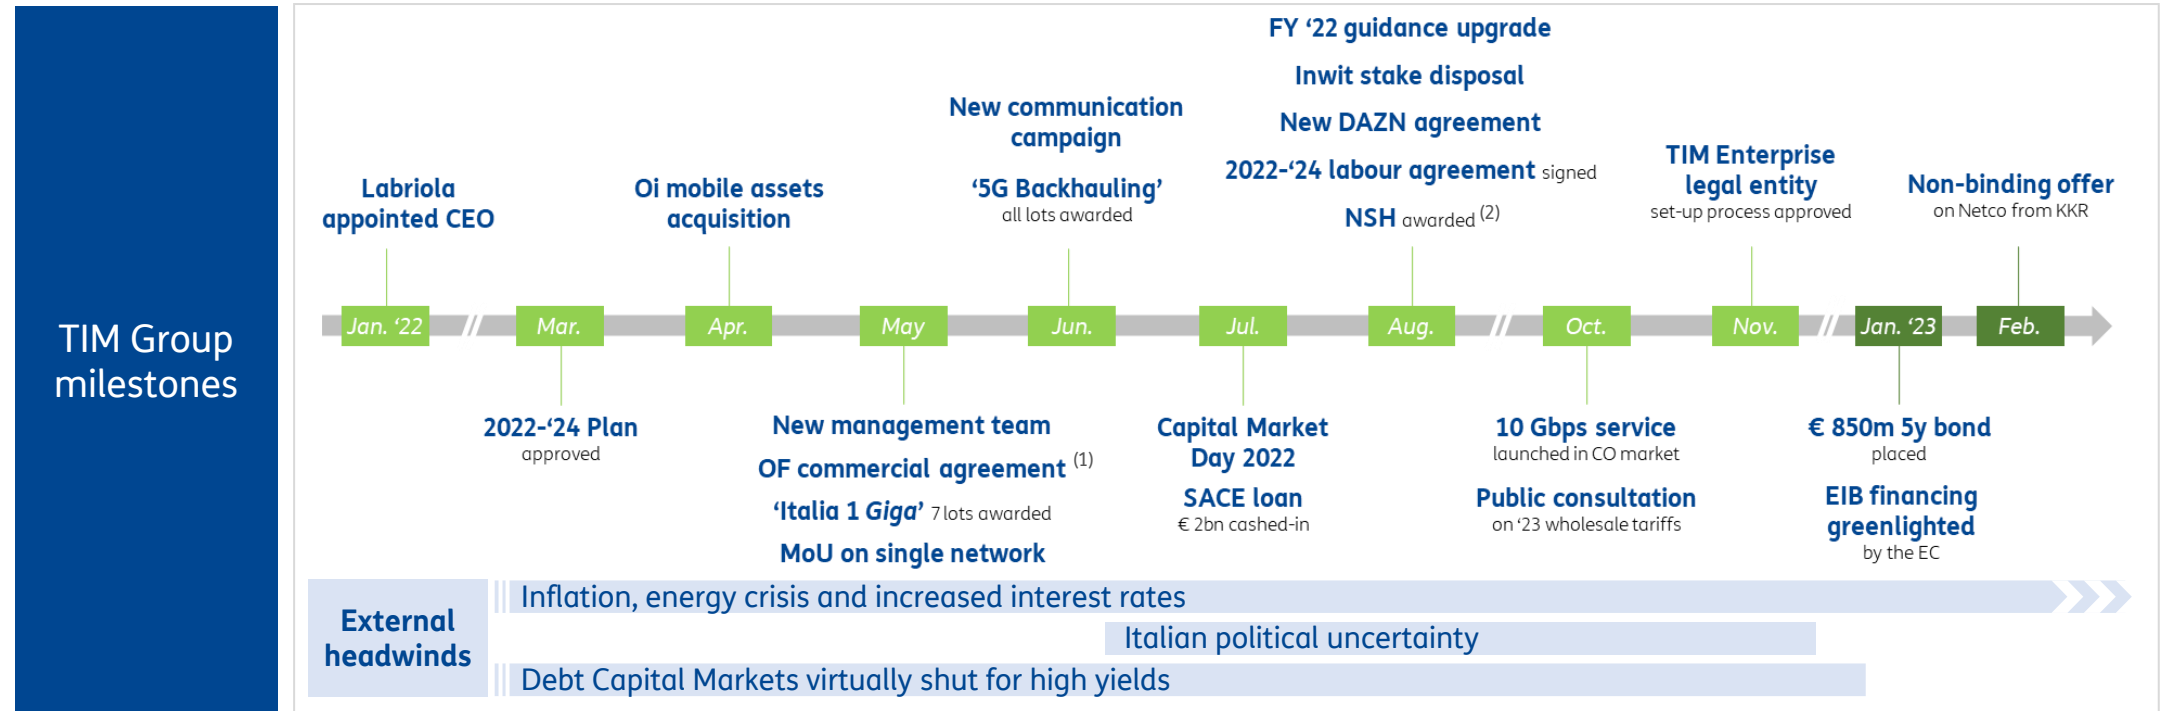 TIM Group
milestones
FY ‘22 guidance upgrade
Inwit stake disposal
New DAZN agreement
2022-‘24 labour agreement signed
NSH awarded (2)
New communication
campaign
‘5G Backhauling’
all lots awarded
Labriola
appointed CEO
Oi mobile assets
acquisition
TIM Enterprise
legal entity
set-up process approved
Non-binding offer
on Netco from KKR
Jan. ‘22
Mar.
Apr.
May
Jun.
Jul.
Aug.
Oct.
Nov.
Jan. ‘23
Feb.
2022-‘24 Plan
approved
New management team
OF commercial agreement (1)
‘Italia 1 Giga’ 7 lots awarded
MoU on single network
Capital Market
Day 2022
SACE loan
€ 2bn cashed-in
10 Gbps service
launched in CO market
Public consultation
on ‘23 wholesale tariffs
€ 850m 5y bond
placed
EIB financing
greenlighted
by the EC
External
headwinds
Inflation, energy crisis and increased interest rates
Italian political uncertainty
Debt Capital Markets virtually shut for high yields